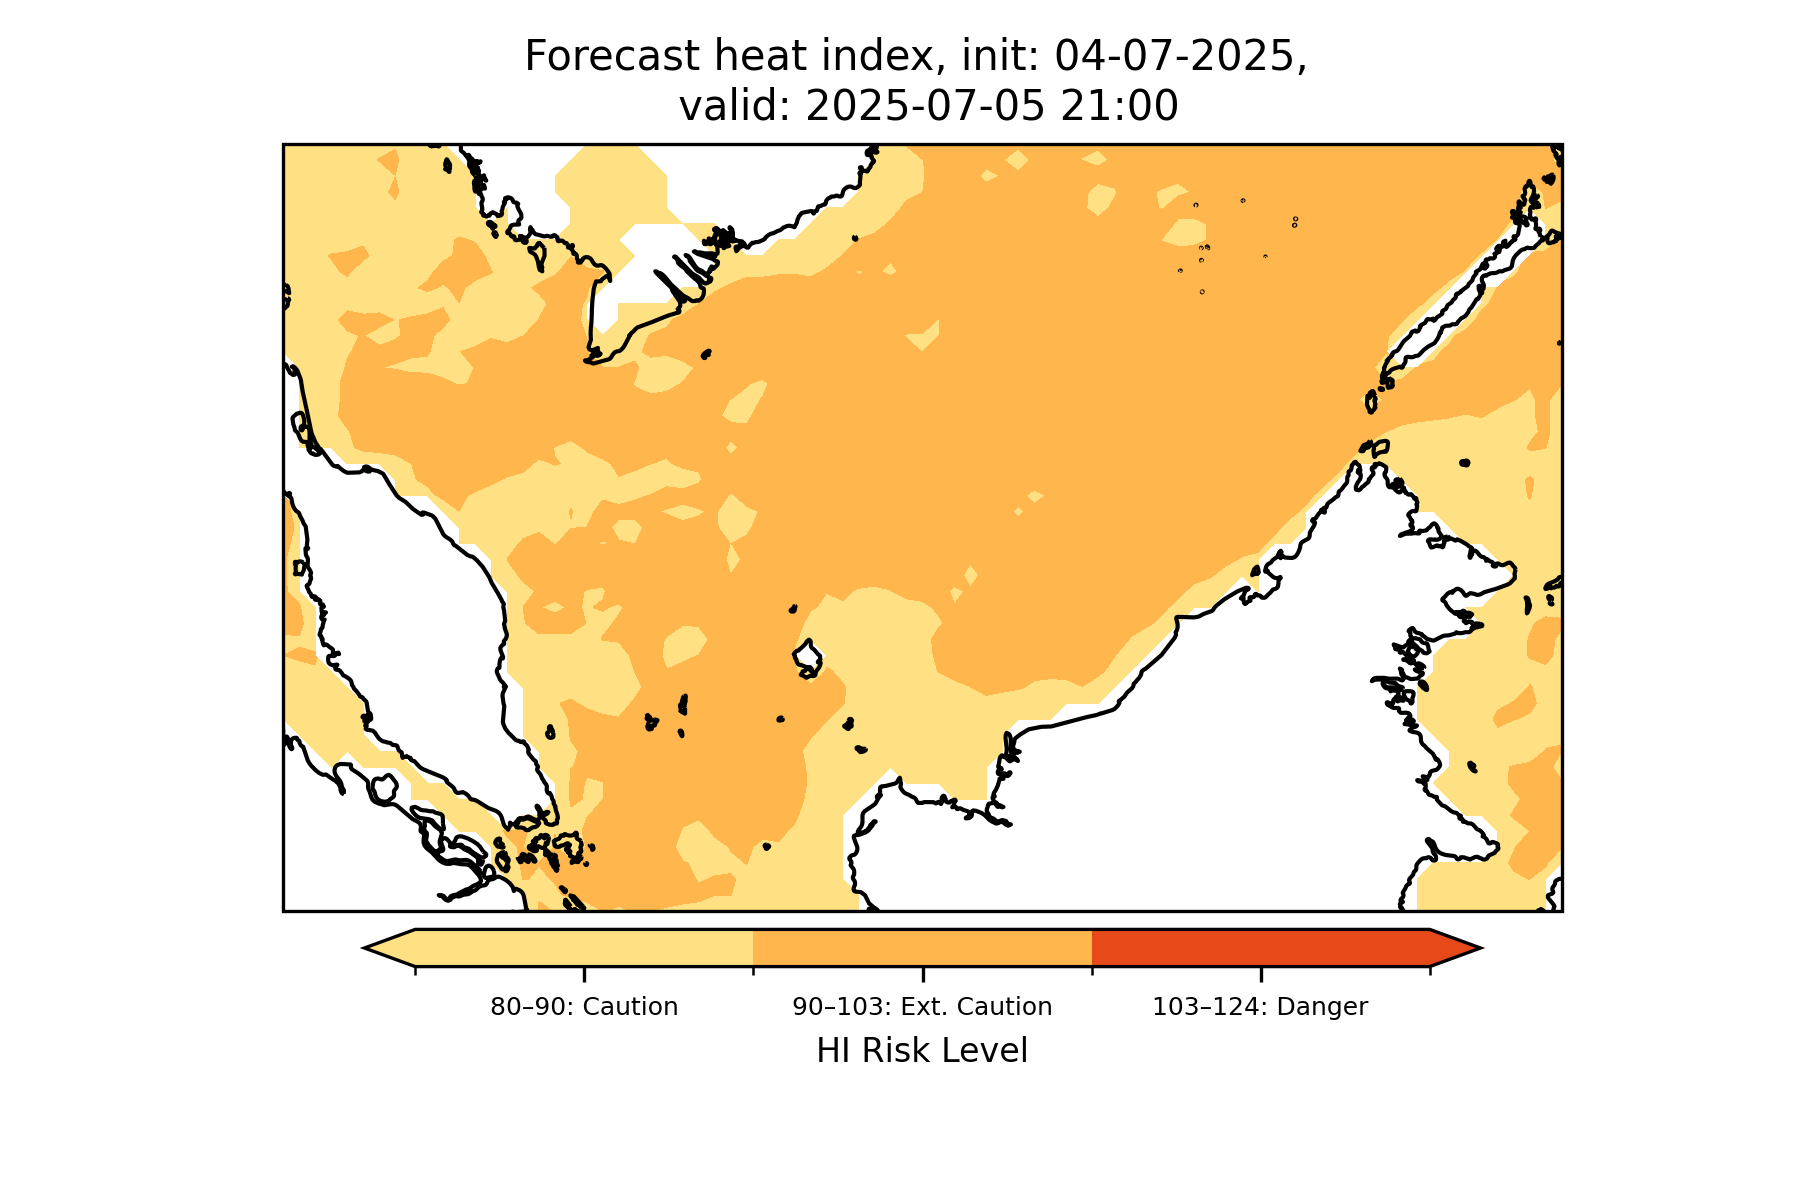 Forecast heat index, init: 04-07-2025,
valid: 2025-07-05 21:00
80–90: Caution
90–103: Ext. Caution
103–124: Danger
HI Risk Level